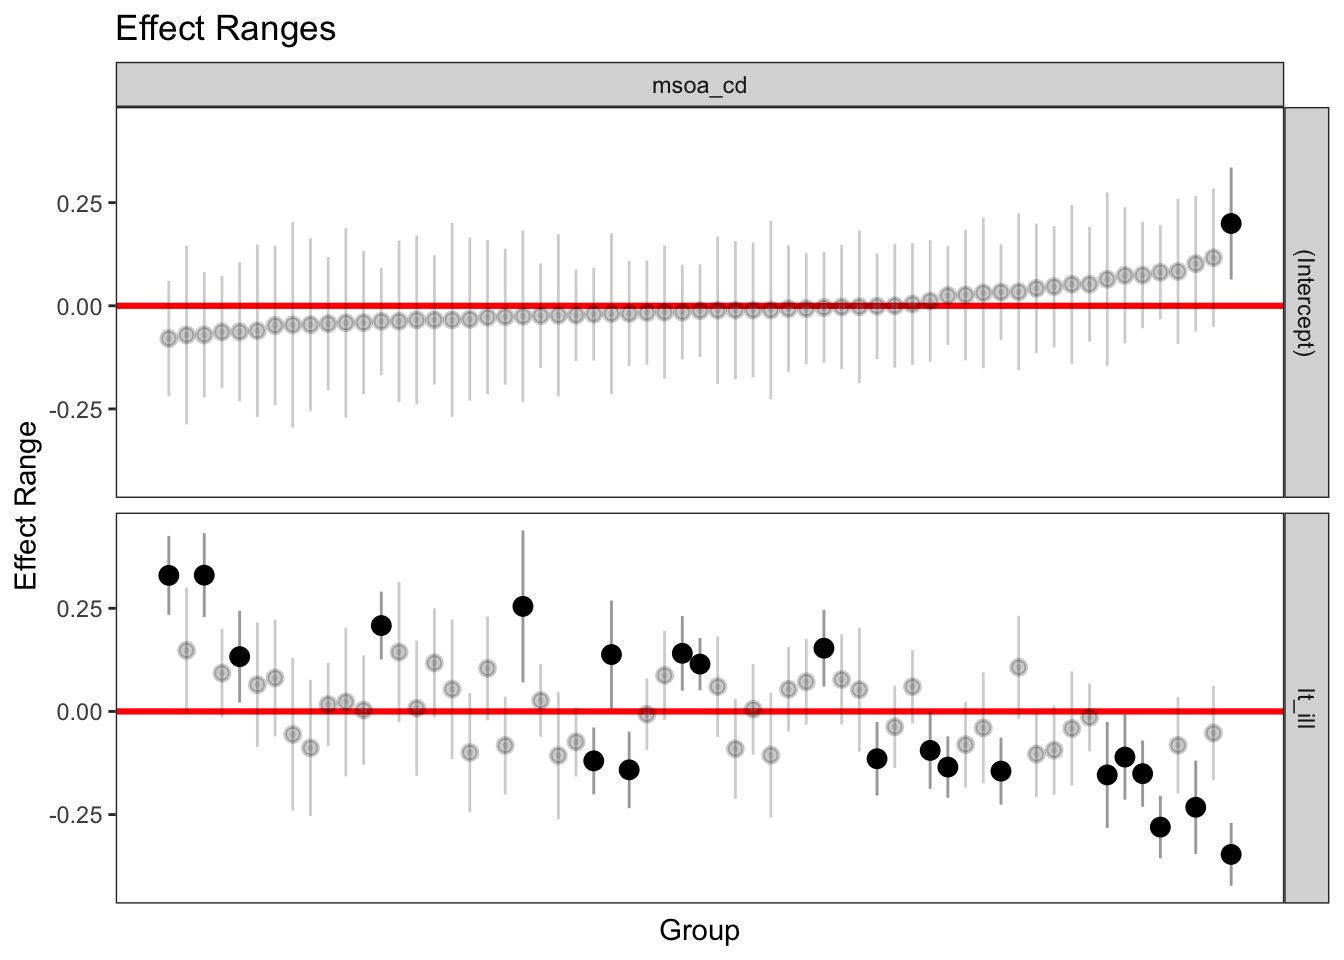 Effect Ranges
msoa_cd
0.25
0.00
-0.25
(Intercept)
Effect Range
0.25
0.00
-0.25
lt_ill
Group